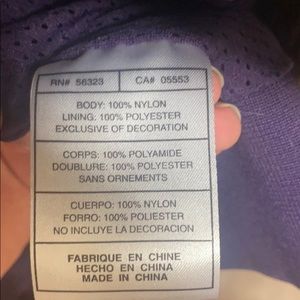 RN# 56323 CA# 05553
BODY: 100% NYLON
LINING: 100% POLYESTER
EXCLUSIVE OF DECORATION
CORPS: 100% POLYAMIDE
DOUBLURE: 100% POLYESTER
SANS ORNEMENTS
CUERPO: 100% NYLON
FORRO: 100% POLIESTER
NO INCLUYE LA DECORACION
FABRIQUE EN CHINE
HECHO EN CHINA
MADE IN CHINA